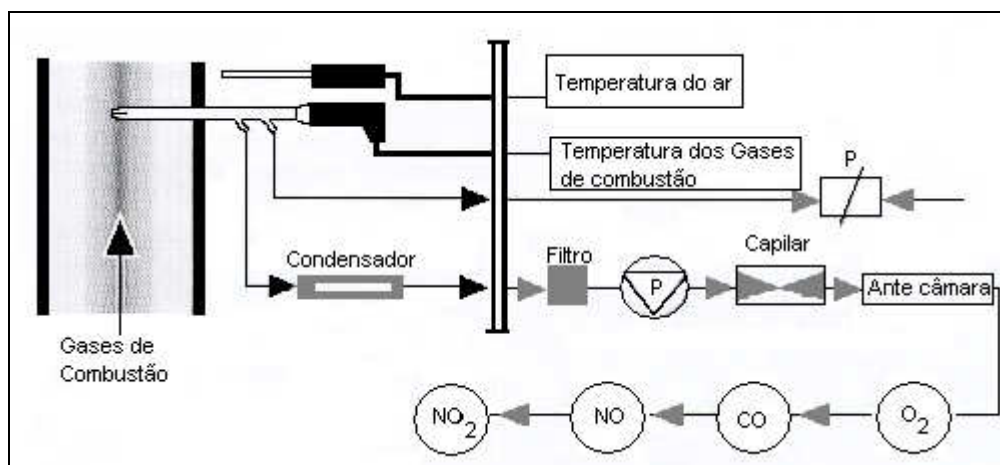 Temperatura do ar
Temperatura dos Gases
de combustão
P
Condensador
Filtro
P
Capilar
Ante câmara
Gases de
Combustão
NO2
NO
CO
O2